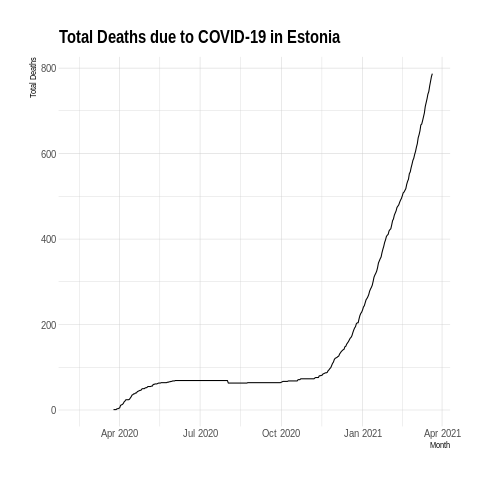 Total Deaths due to COVID-19 in Estonia
Total Deaths
800
600
400
200
0
Apr 2020 Jul 2020 Oct 2020 Jan 2021 Apr 2021
Month